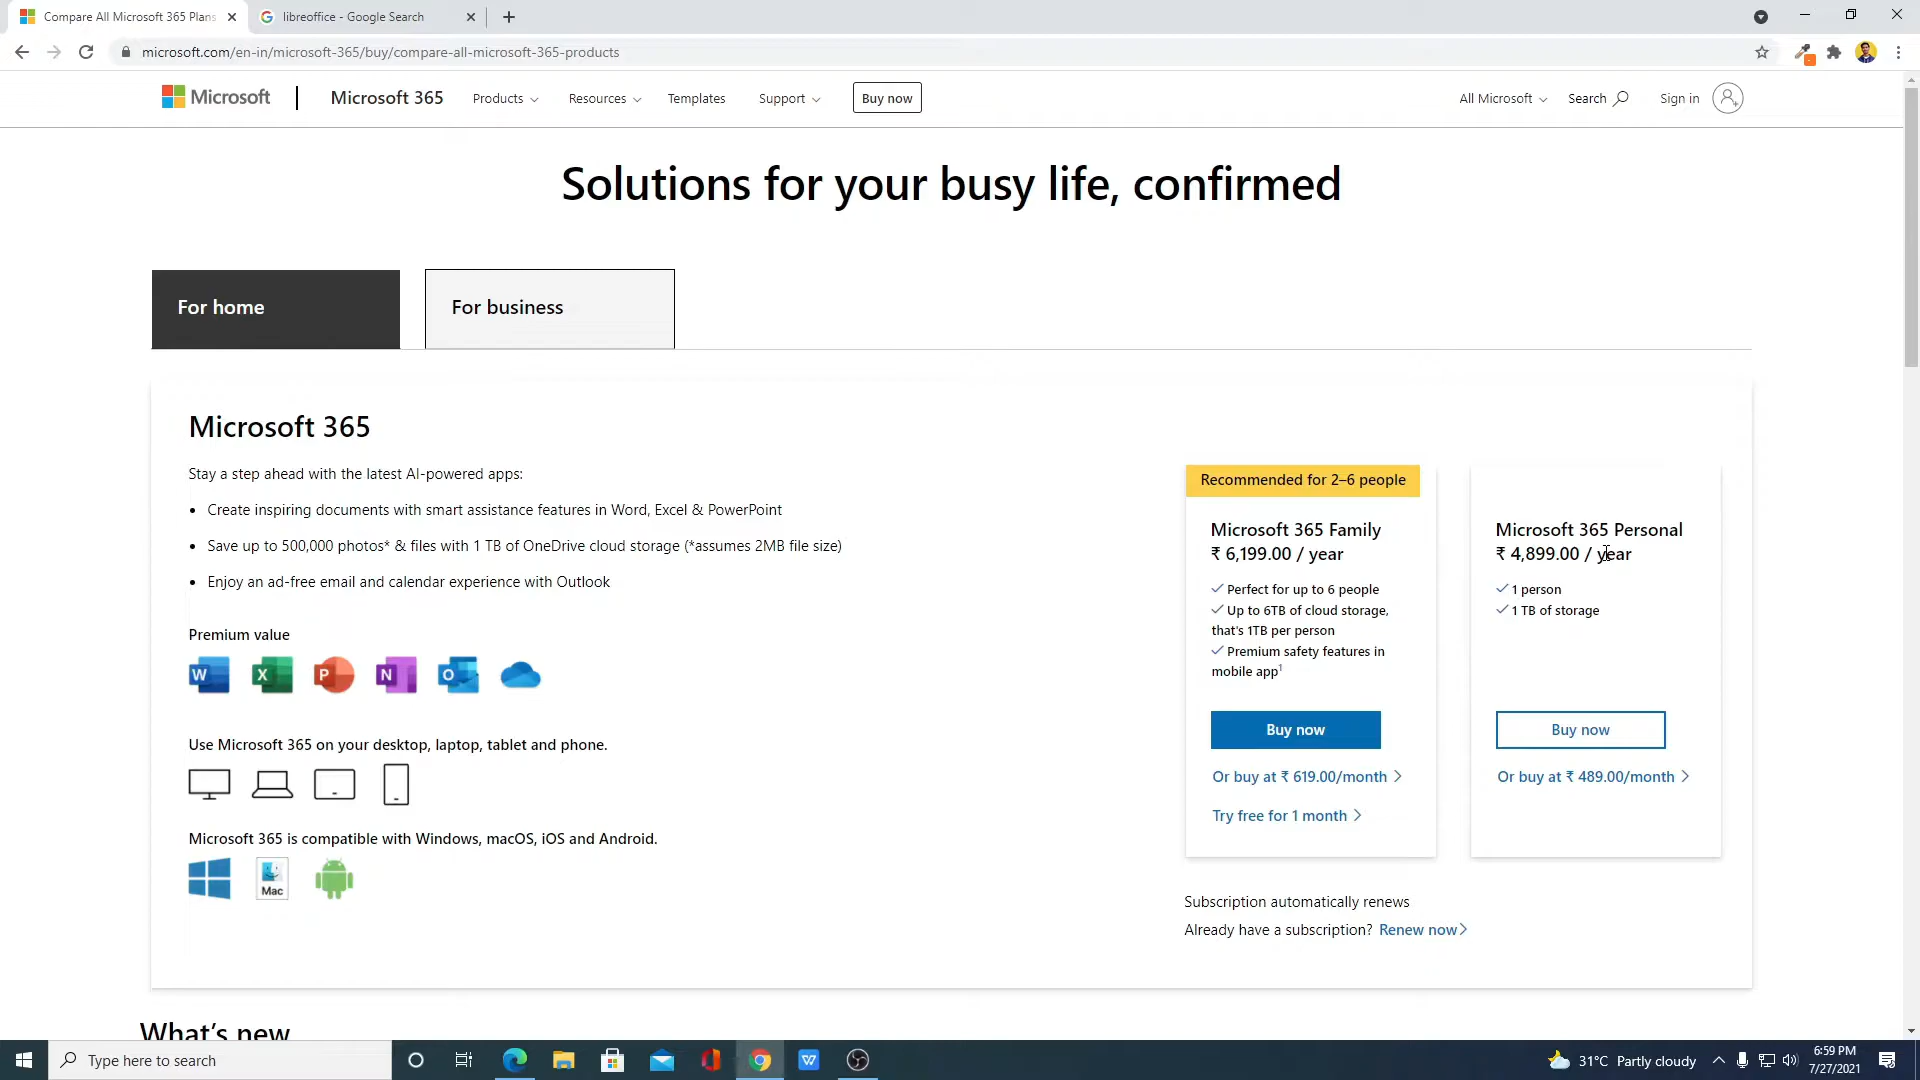 Compare All Microsoft 365 Plans
libreoffice - Google Search
microsoft.com/en-in/microsoft-365/buy/compare-all-microsoft-365-products
Microsoft
Microsoft 365
Products
Resources
Templates
Support
Buy now
All Microsoft
Search
Sign in
Solutions for your busy life, confirmed
For home
For business
Microsoft 365
Stay a step ahead with the latest AI-powered apps:
• Create inspiring documents with smart assistance features in Word, Excel & PowerPoint
• Save up to 500,000 photos* & files with 1 TB of OneDrive cloud storage (*assumes 2MB file size)
• Enjoy an ad-free email and calendar experience with Outlook
Premium value
W
X
P
N
O
Use Microsoft 365 on your desktop, laptop, tablet and phone.
Microsoft 365 is compatible with Windows, macOS, iOS and Android.
Mac
Recommended for 2–6 people
Microsoft 365 Family
₹ 6,199.00 / year
Perfect for up to 6 people
Up to 6TB of cloud storage,
that's 1TB per person
Premium safety features in
mobile app¹
Buy now
Or buy at ₹ 619.00/month
Try free for 1 month
Microsoft 365 Personal
₹ 4,899.00 / year
1 person
1 TB of storage
Buy now
Or buy at ₹ 489.00/month
Subscription automatically renews
Already have a subscription? Renew now
What's new
Type here to search
W
31°C Partly cloudy
6:59 PM
7/27/2021